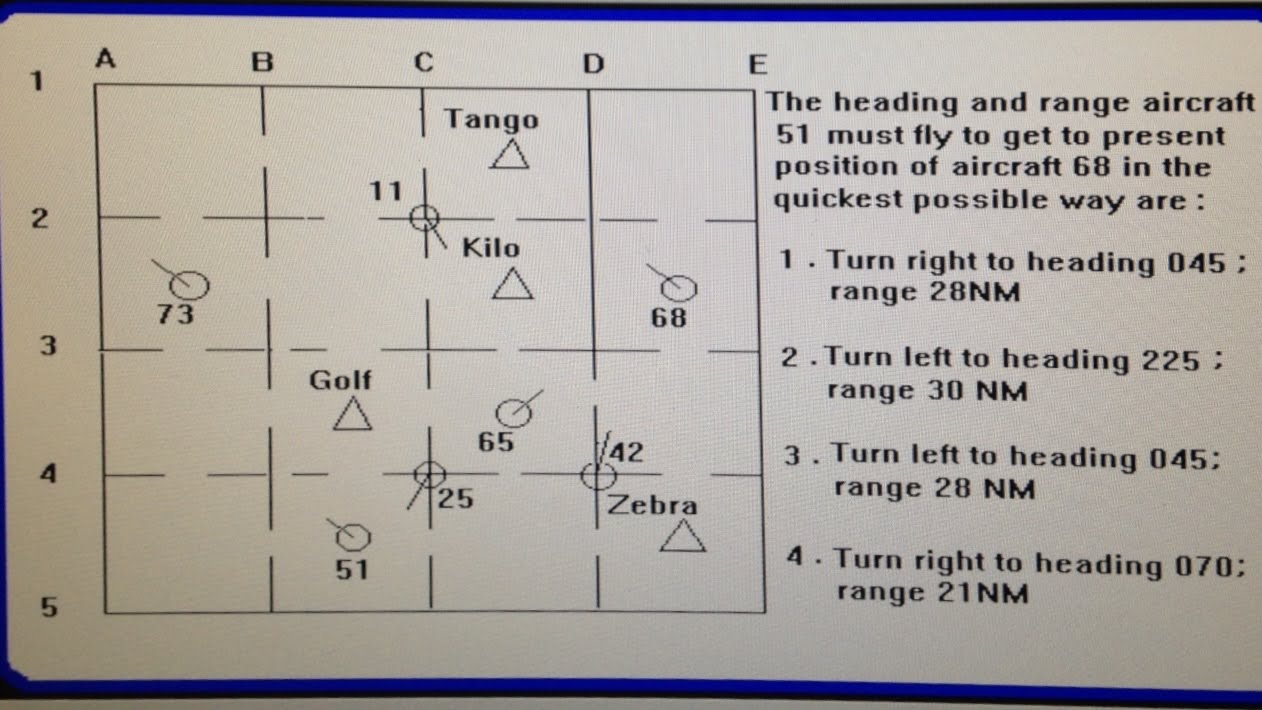 A B C D E
1
The heading and range aircraft
Tango
51 must fly to get to present
position of aircraft 68 in the
11
quickest possible way are :
2
Kilo
1 . Turn right to heading 045 ;
range 28NM
73
68
3
2 . Turn left to heading 225 ;
range 30 NM
Golf
65
42
3 . Turn left to heading 045;
4
range 28 NM
25
Zebra
51
4 . Turn right to heading 070;
range 21NM
5